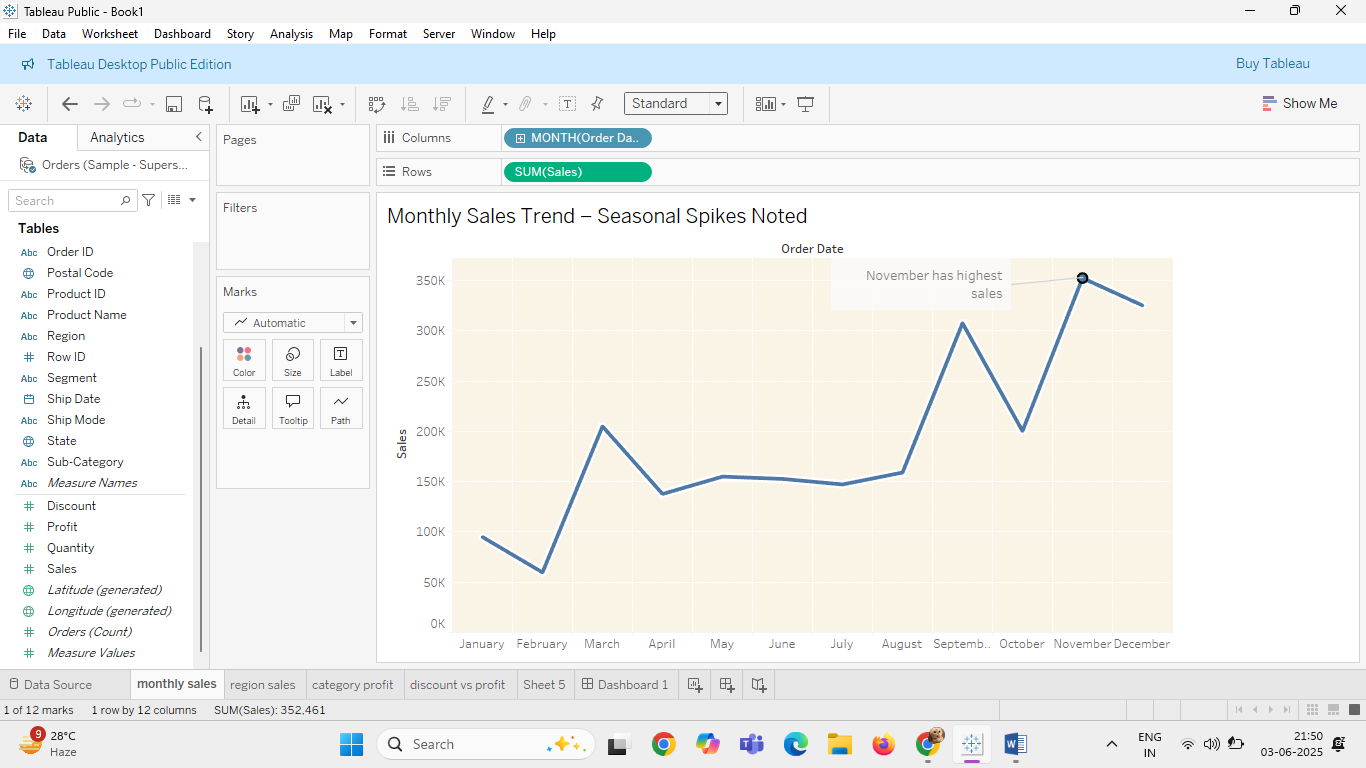 Tableau Public - Book1
File Data Worksheet Dashboard Story Analysis Map Format Server Window Help
Tableau Desktop Public Edition
Buy Tableau
Standard
Show Me
Data
Analytics
Orders (Sample - Supers...
Search
Tables
Abc Order ID
Postal Code
Abc Product ID
Abc Product Name
Abc Region
Row ID
Abc Segment
Ship Date
Abc Ship Mode
State
Abc Sub-Category
Abc Measure Names
Discount
Profit
Quantity
Sales
Latitude (generated)
Longitude (generated)
Orders (Count)
Measure Values
Pages
Filters
Marks
Automatic
Color Size Label
Detail Tooltip Path
Columns
MONTH(Order Da..
Rows
SUM(Sales)
Monthly Sales Trend – Seasonal Spikes Noted
Order Date
November has highest
sales
Sales
350K
300K
250K
200K
150K
100K
50K
0K
January February March April May June July August Septemb.. October November December
Data Source monthly sales region sales category profit discount vs profit Sheet 5 Dashboard 1
1 of 12 marks 1 row by 12 columns SUM(Sales): 352,461
9
28°C
Haze
Search
ENG
IN
21:50
03-06-2025